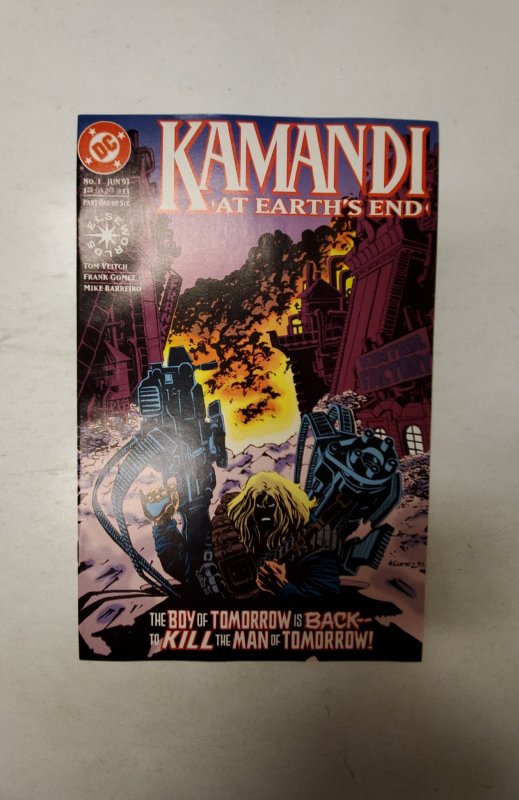 DC
KAMANDI
AT EARTH'S END
NO. 1 JUN 93
PART ONE OF SIX
ELSEWORLDS
TOM VEITCH
FRANK GOMEZ
MIKE BARREIRO
FACTORY
THE BOY OF TOMORROW IS BACK--
TO KILL THE MAN OF TOMORROW!